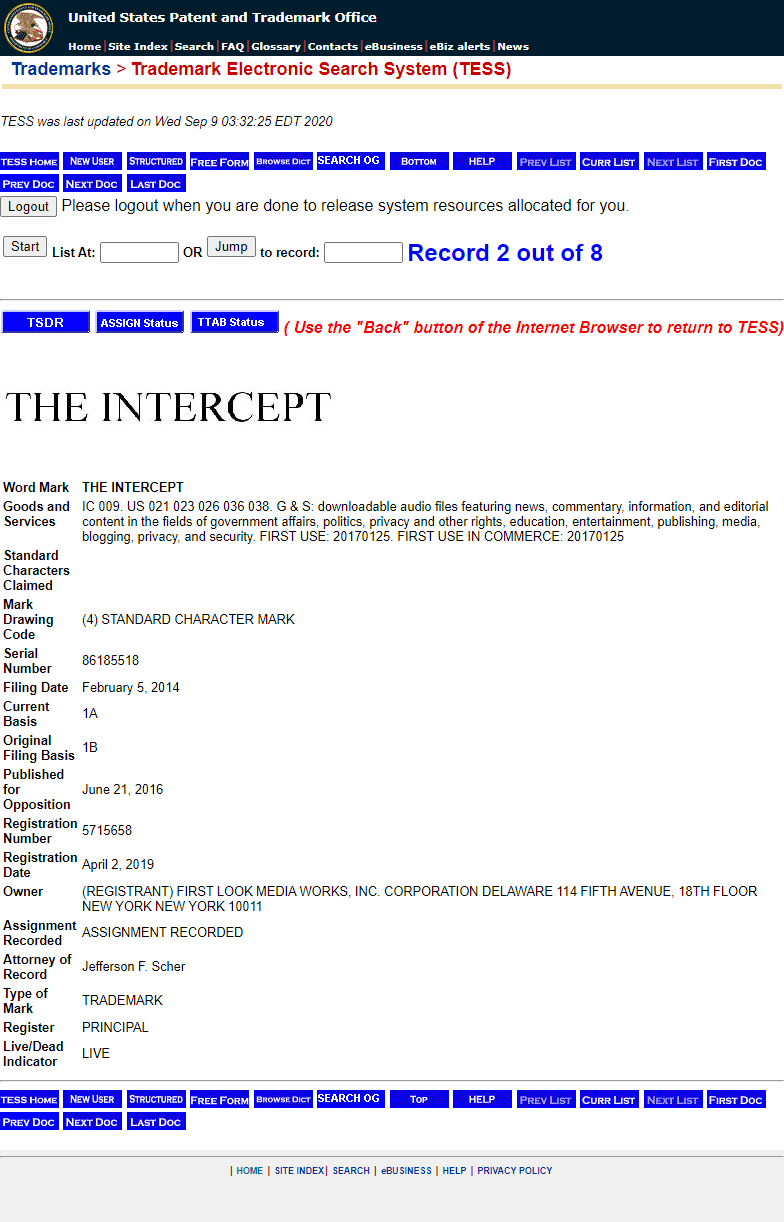 United States Patent and Trademark Office
Home | Site Index | Search | FAQ | Glossary | Contacts | eBusiness | eBiz alerts | News
Trademarks > Trademark Electronic Search System (TESS)
TESS was last updated on Wed Sep 9 03:32:25 EDT 2020
TESS HOME NEW USER STRUCTURED FREE FORM BROWSE DICT SEARCH OG BOTTOM HELP PREV LIST CURR LIST NEXT LIST FIRST DOC
PREV DOC NEXT DOC LAST DOC
Logout Please logout when you are done to release system resources allocated for you.
Start List At: OR Jump to record: Record 2 out of 8
TSDR ASSIGN Status TTAB Status ( Use the "Back" button of the Internet Browser to return to TESS)
THE INTERCEPT
Word Mark THE INTERCEPT
Goods and Services IC 009. US 021 023 026 036 038. G & S: downloadable audio files featuring news, commentary, information, and editorial
content in the fields of government affairs, politics, privacy and other rights, education, entertainment, publishing, media,
blogging, privacy, and security. FIRST USE: 20170125. FIRST USE IN COMMERCE: 20170125
Standard
Characters
Claimed
Mark
Drawing
Code
(4) STANDARD CHARACTER MARK
Serial
Number
86185518
Filing Date February 5, 2014
Current
Basis
1A
Original
Filing Basis
1B
Published
for
Opposition
June 21, 2016
Registration
Number
5715658
Registration
Date
April 2, 2019
Owner (REGISTRANT) FIRST LOOK MEDIA WORKS, INC. CORPORATION DELAWARE 114 FIFTH AVENUE, 18TH FLOOR
NEW YORK NEW YORK 10011
Assignment
Recorded
ASSIGNMENT RECORDED
Attorney of
Record
Jefferson F. Scher
Type of
Mark
TRADEMARK
Register PRINCIPAL
Live/Dead
Indicator
LIVE
TESS HOME NEW USER STRUCTURED FREE FORM BROWSE DICT SEARCH OG TOP HELP PREV LIST CURR LIST NEXT LIST FIRST DOC
PREV DOC NEXT DOC LAST DOC
| HOME | SITE INDEX| SEARCH | eBUSINESS | HELP | PRIVACY POLICY